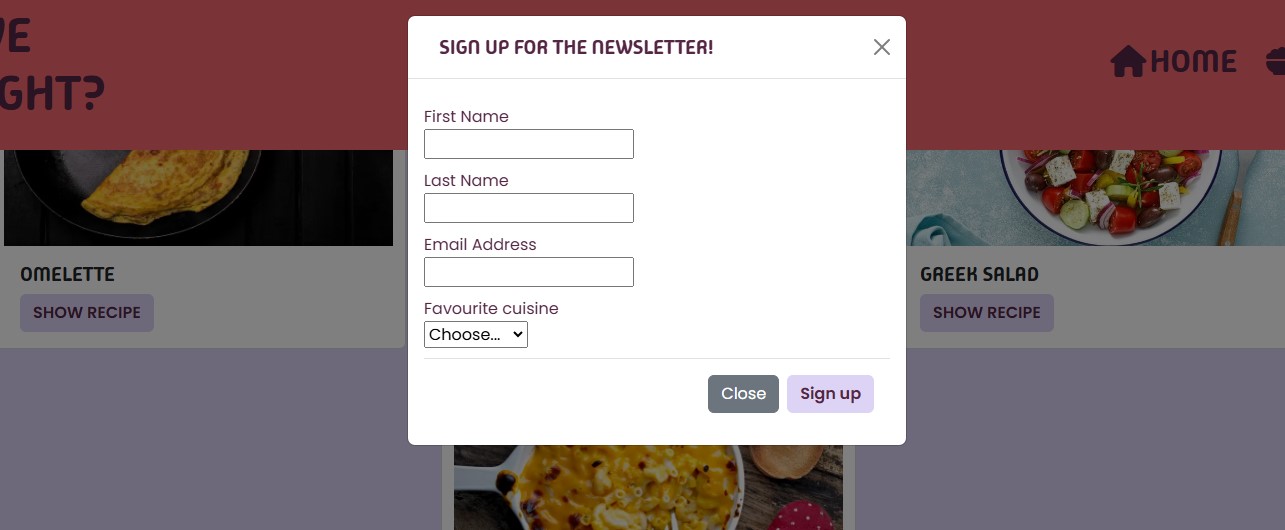 GHT?
HOME
SIGN UP FOR THE NEWSLETTER!
First Name
Last Name
Email Address
Favourite cuisine
Choose...
Close
Sign up
OMELETTE
SHOW RECIPE
GREEK SALAD
SHOW RECIPE